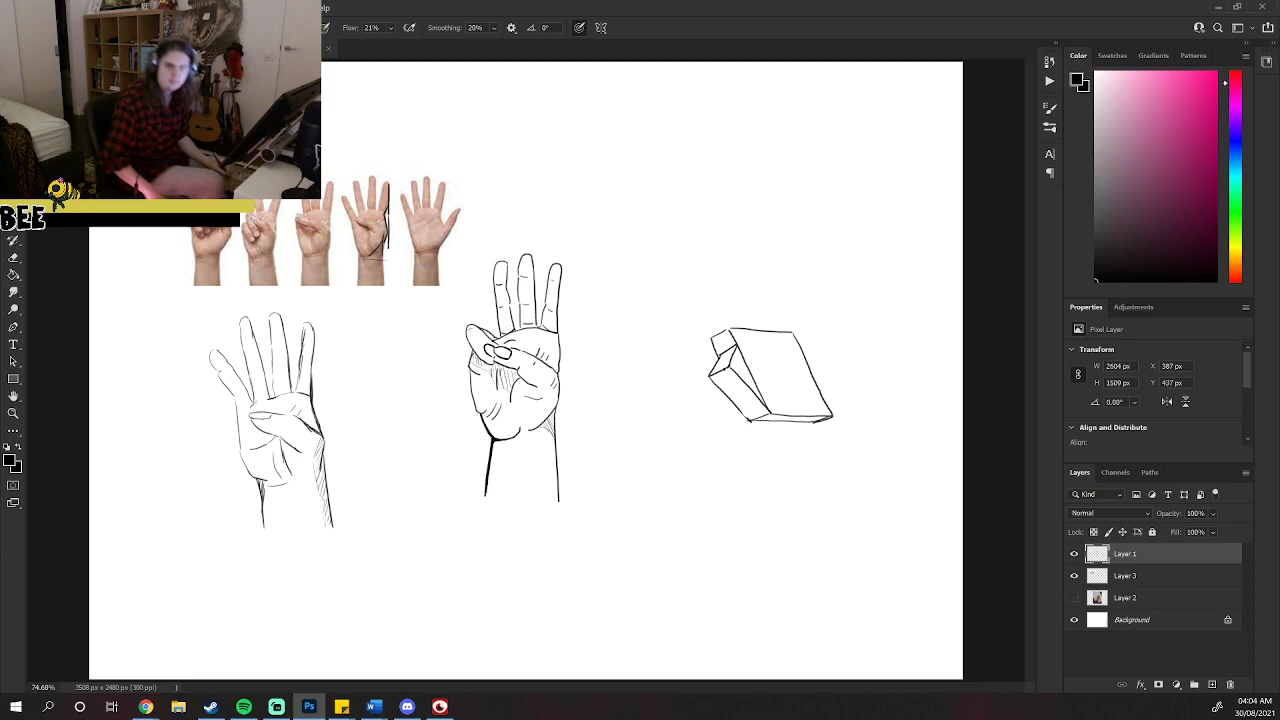 lp
Flow: 21%
Smoothing: 20%
0°
BEE
Color
Swatches
Gradients
Patterns
Properties
Adjustments
Pixel Layer
Transform
W 2604 px X 387 px
H 1509 px Y 437 px
0.00°
Align and Distribute
Align:
Layers
Channels
Paths
Kind
Normal
Opacity: 100%
Lock:
Fill: 100%
Layer 1
Layer 3
Layer 2
Background
74.68%
3508 px x 2480 px (300 ppi)
04:04 AM
30/08/2021